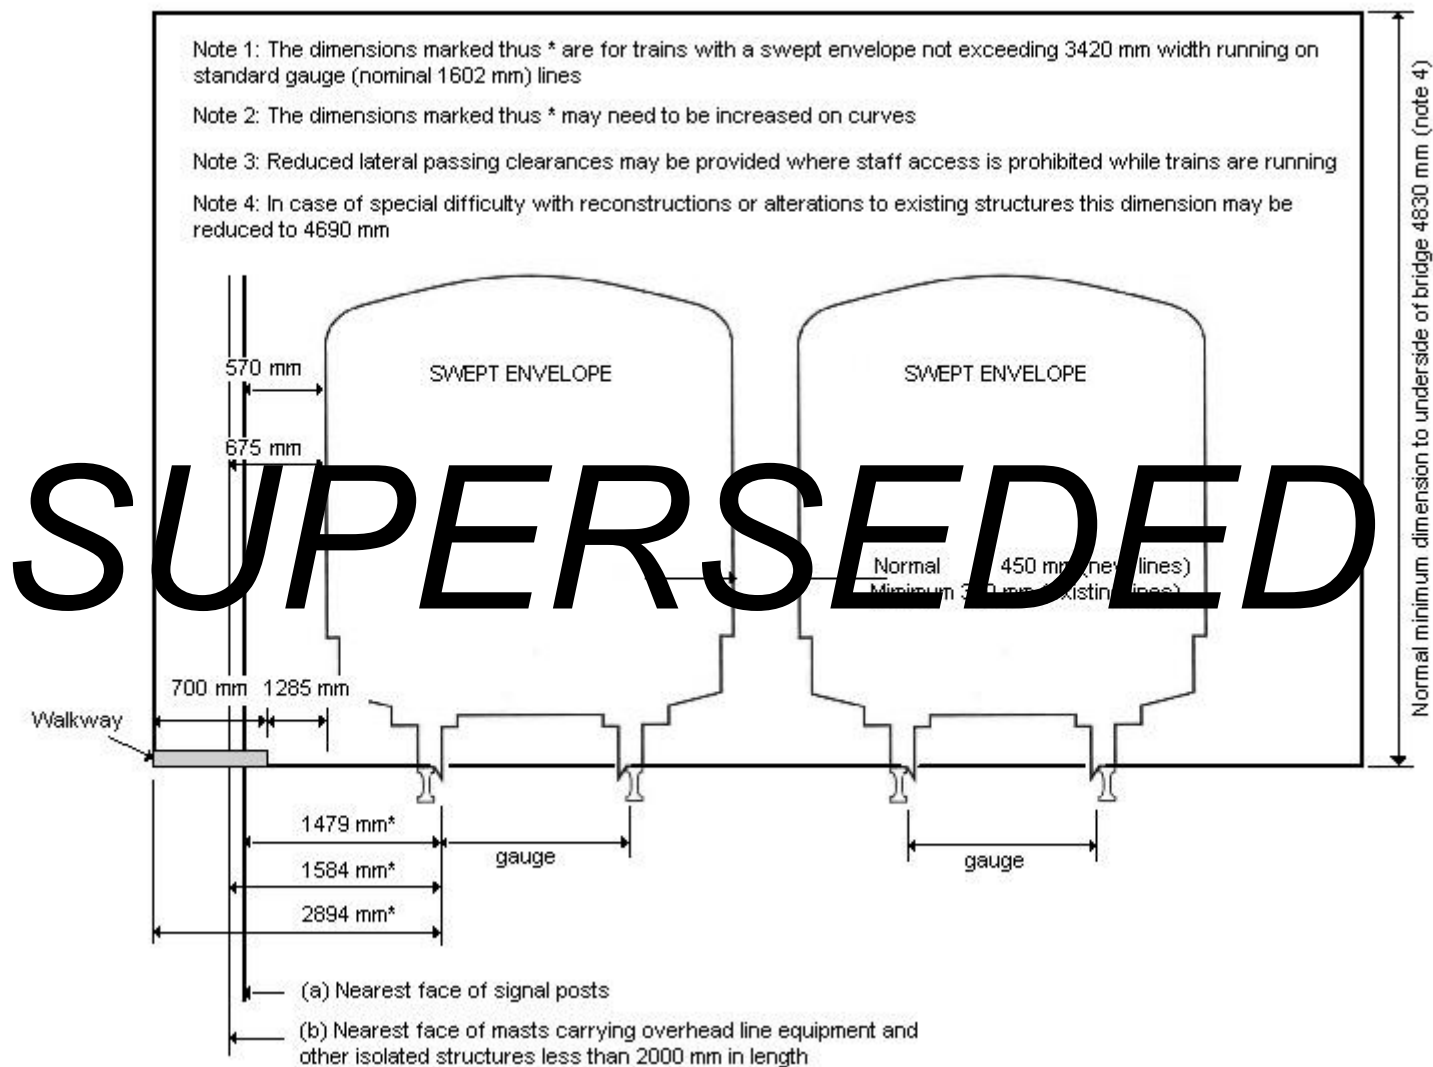 Note 1: The dimensions marked thus * are for trains with a swept envelope not exceeding 3420 mm width running on
standard gauge (nominal 1602 mm) lines
Note 2: The dimensions marked thus * may need to be increased on curves
Note 3: Reduced lateral passing clearances may be provided where staff access is prohibited while trains are running
Note 4: In case of special difficulty with reconstructions or alterations to existing structures this dimension may be
reduced to 4690 mm
Normal minimum dimension to underside of bridge 4830 mm (note 4)
570 mm
SWEPT ENVELOPE
SWEPT ENVELOPE
675 mm
SUPERSEDED
Normal 450 mm (new lines)
Minimum mm (existing lines)
700 mm
1285 mm
Walkway
1479 mm*
gauge
gauge
1584 mm*
2894 mm*
(a) Nearest face of signal posts
(b) Nearest face of masts carrying overhead line equipment and
other isolated structures less than 2000 mm in length